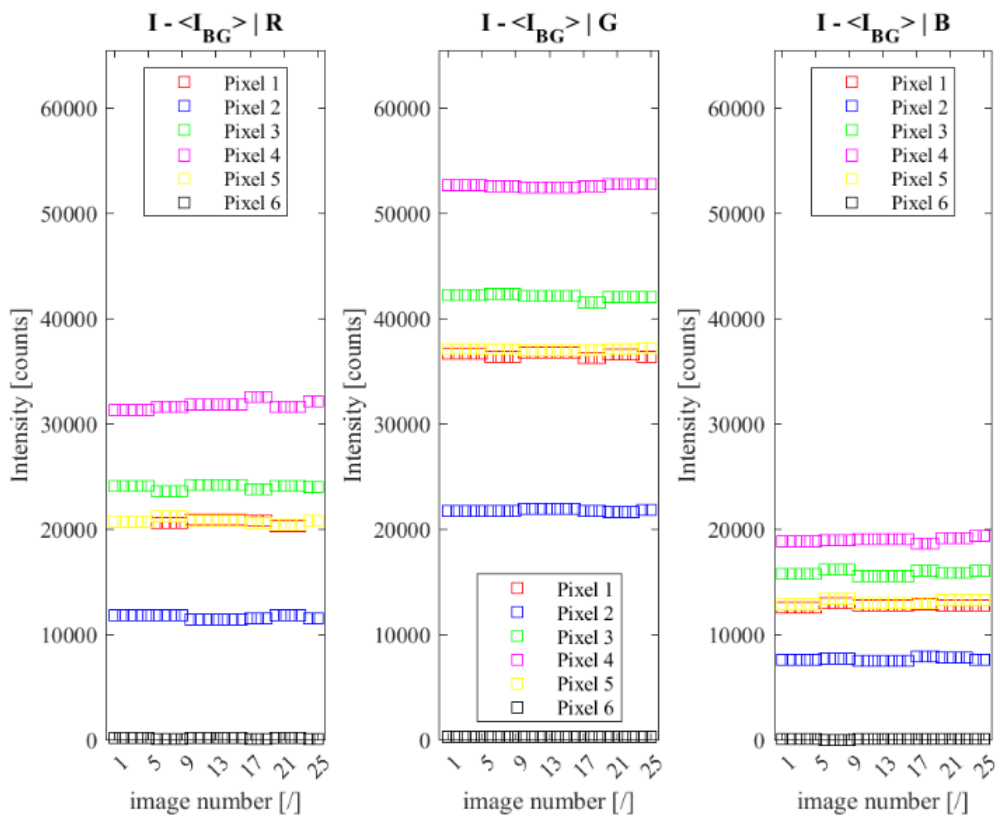 I - <I_BG> | R
60000
50000
40000
30000
20000
10000
0
Intensity [counts]
Pixel 1
Pixel 2
Pixel 3
Pixel 4
Pixel 5
Pixel 6
1 5 9 13 17 21 25
image number [/]
I - <I_BG> | G
60000
50000
40000
30000
20000
10000
0
Intensity [counts]
Pixel 1
Pixel 2
Pixel 3
Pixel 4
Pixel 5
Pixel 6
1 5 9 13 17 21 25
image number [/]
I - <I_BG> | B
60000
50000
40000
30000
20000
10000
0
Intensity [counts]
Pixel 1
Pixel 2
Pixel 3
Pixel 4
Pixel 5
Pixel 6
1 5 9 13 17 21 25
image number [/]